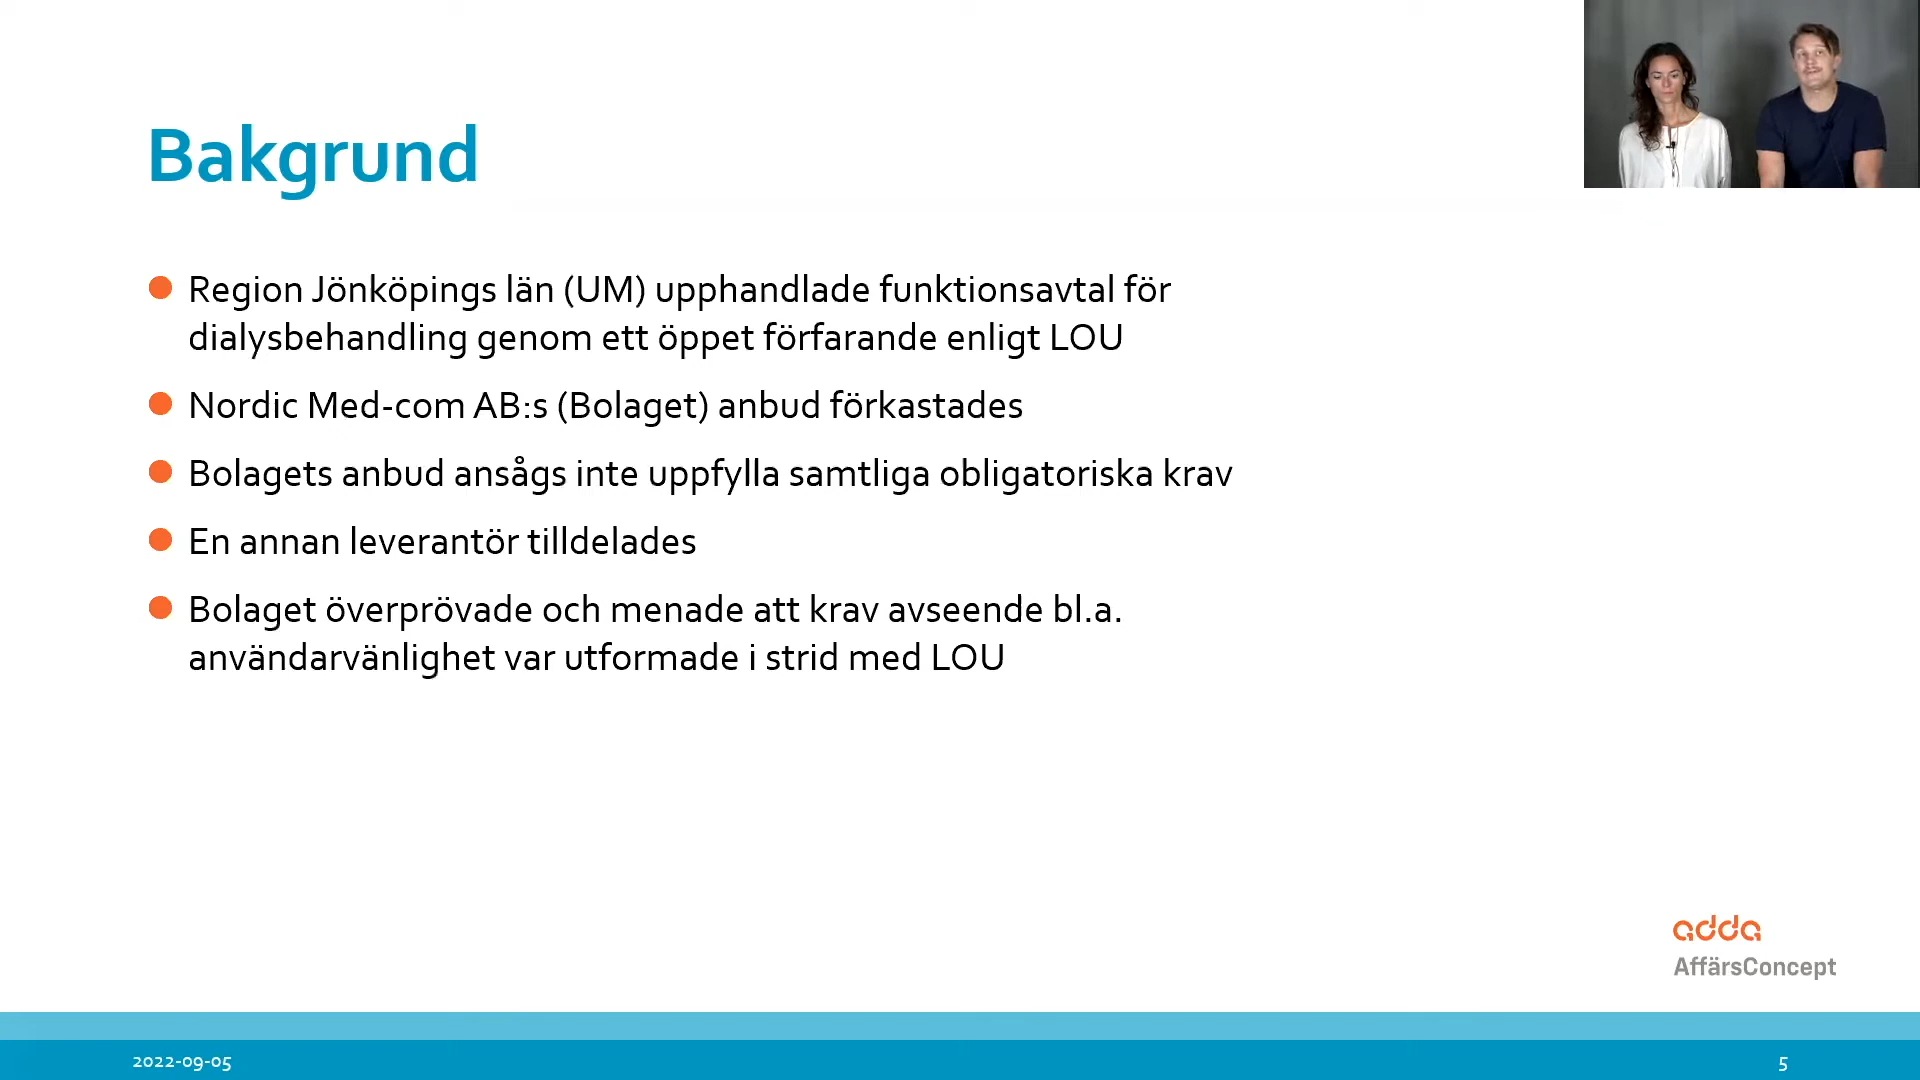 Bakgrund
Region Jönköpings län (UM) upphandlade funktionsavtal för
dialysbehandling genom ett öppet förfarande enligt LOU
Nordic Med-com AB:s (Bolaget) anbud förkastades
Bolagets anbud ansågs inte uppfylla samtliga obligatoriska krav
En annan leverantör tilldelades
Bolaget överprövade och menade att krav avseende bl.a.
användarvänlighet var utformade i strid med LOU
adda
AffärsConcept
2022-09-05
5